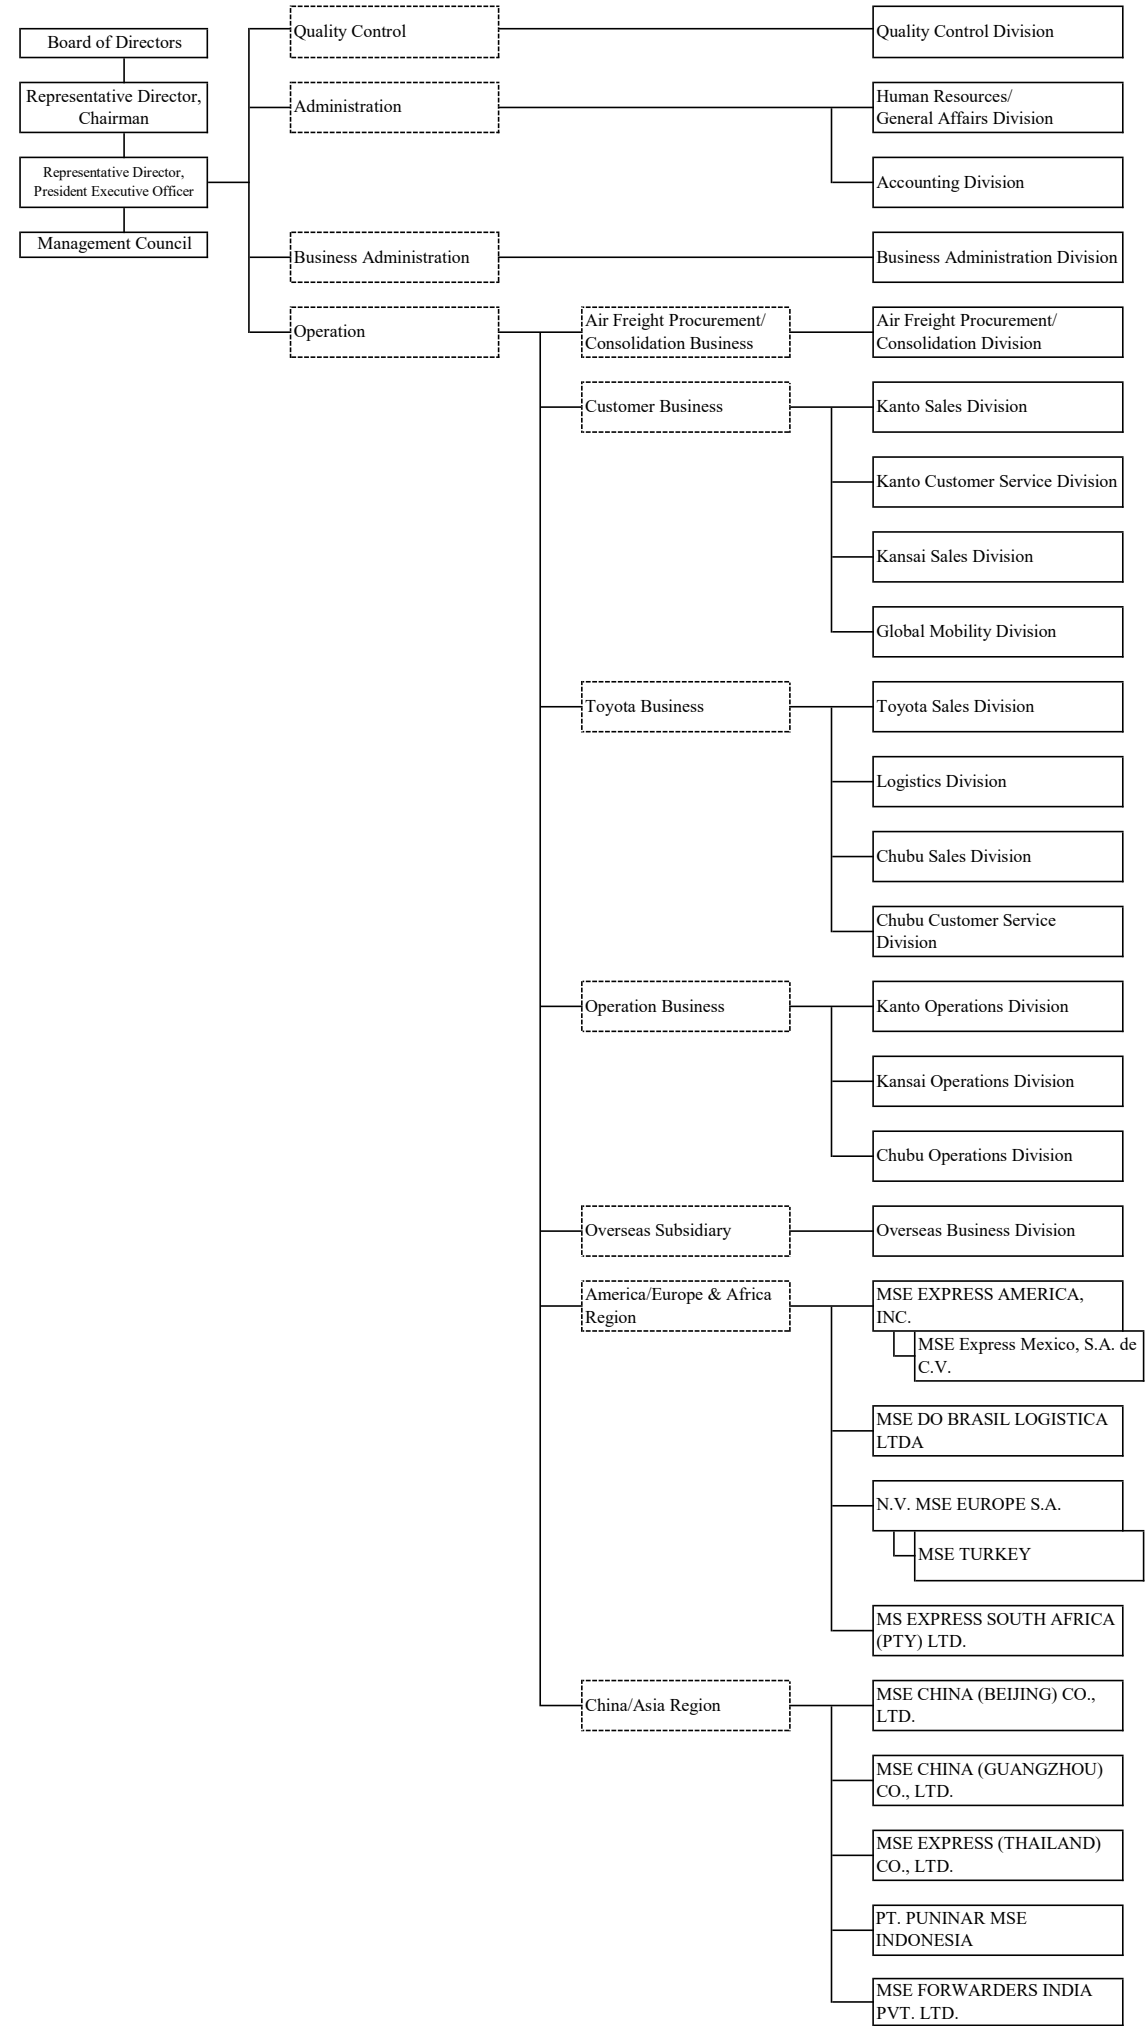 Board of Directors
Representative Director,
Chairman
Representative Director,
President Executive Officer
Management Council
Quality Control
Quality Control Division
Administration
Human Resources/
General Affairs Division
Accounting Division
Business Administration
Business Administration Division
Operation
Air Freight Procurement/
Consolidation Business
Air Freight Procurement/
Consolidation Division
Customer Business
Kanto Sales Division
Kanto Customer Service Division
Kansai Sales Division
Global Mobility Division
Toyota Business
Toyota Sales Division
Logistics Division
Chubu Sales Division
Chubu Customer Service
Division
Operation Business
Kanto Operations Division
Kansai Operations Division
Chubu Operations Division
Overseas Subsidiary
Overseas Business Division
America/Europe & Africa
Region
MSE EXPRESS AMERICA,
INC.
MSE Express Mexico, S.A. de
C.V.
MSE DO BRASIL LOGISTICA
LTDA
N.V. MSE EUROPE S.A.
MSE TURKEY
MS EXPRESS SOUTH AFRICA
(PTY) LTD.
China/Asia Region
MSE CHINA (BEIJING) CO.,
LTD.
MSE CHINA (GUANGZHOU)
CO., LTD.
MSE EXPRESS (THAILAND)
CO., LTD.
PT. PUNINAR MSE
INDONESIA
MSE FORWARDERS INDIA
PVT. LTD.